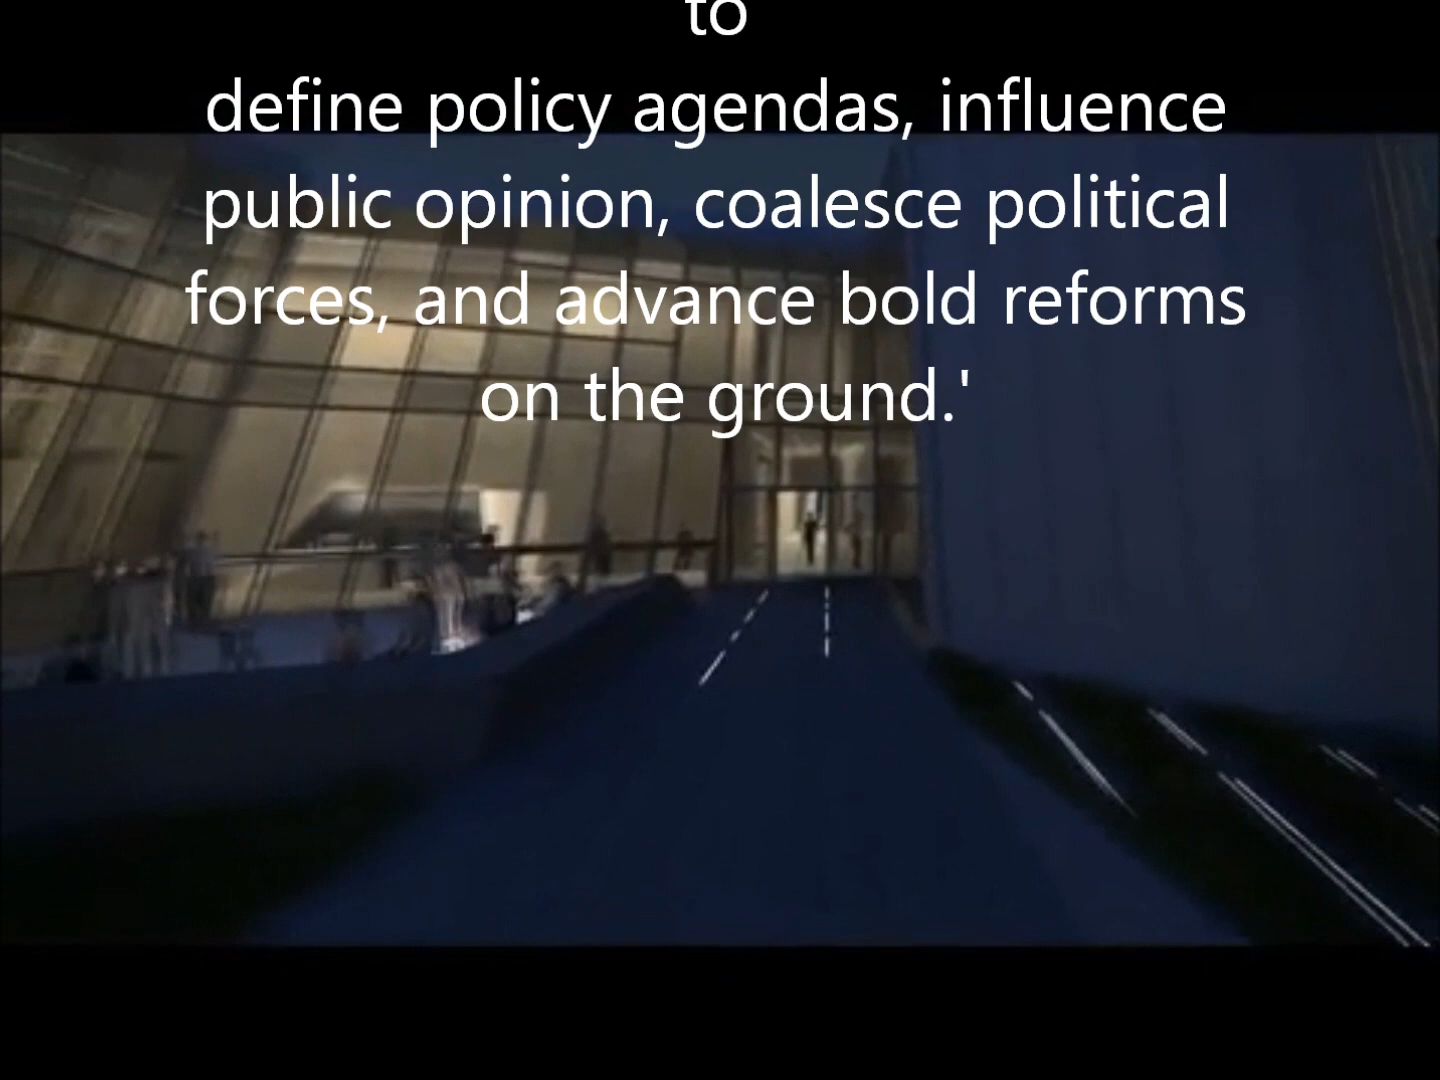 to
define policy agendas, influence
public opinion, coalesce political
forces, and advance bold reforms
on the ground.'